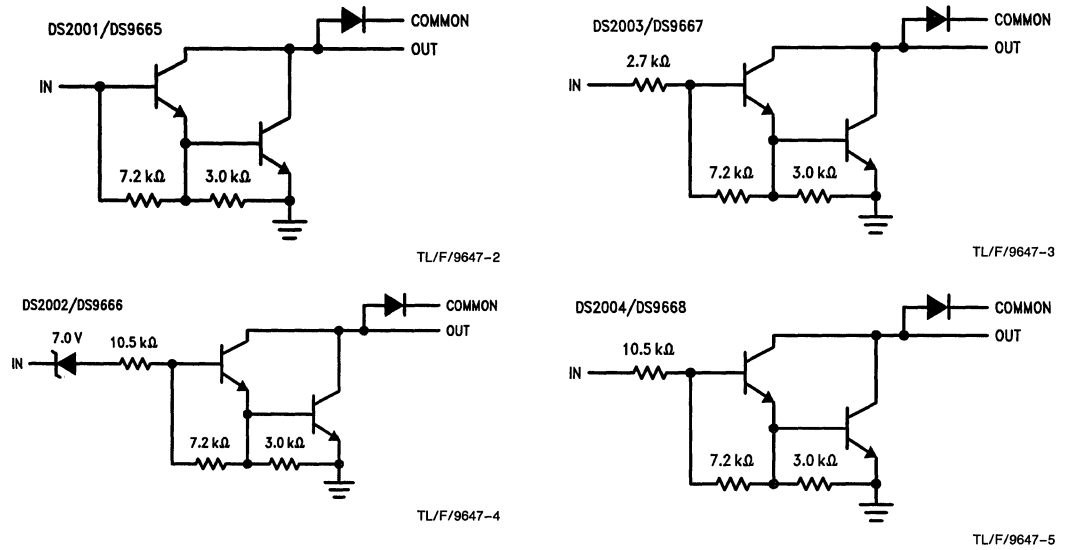 DS2001/DS9665
COMMON
OUT
IN
7.2 kΩ
3.0 kΩ
TL/F/9647-2
DS2003/DS9667
COMMON
OUT
2.7 kΩ
IN
7.2 kΩ
3.0 kΩ
TL/F/9647-3
DS2002/DS9666
COMMON
OUT
7.0 V
10.5 kΩ
IN
7.2 kΩ
3.0 kΩ
TL/F/9647-4
DS2004/DS9668
COMMON
OUT
10.5 kΩ
IN
7.2 kΩ
3.0 kΩ
TL/F/9647-5